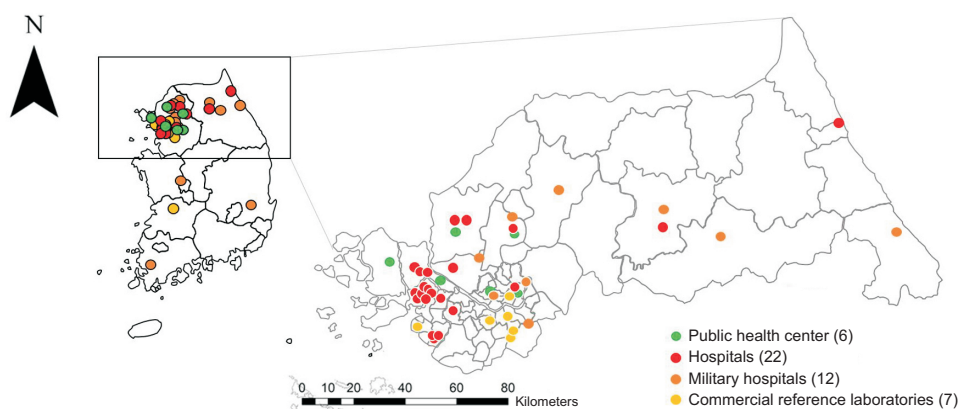 N
Public health center (6)
Hospitals (22)
Military hospitals (12)
Commercial reference laboratories (7)
0 5 10 20 40 60 80
Kilometers